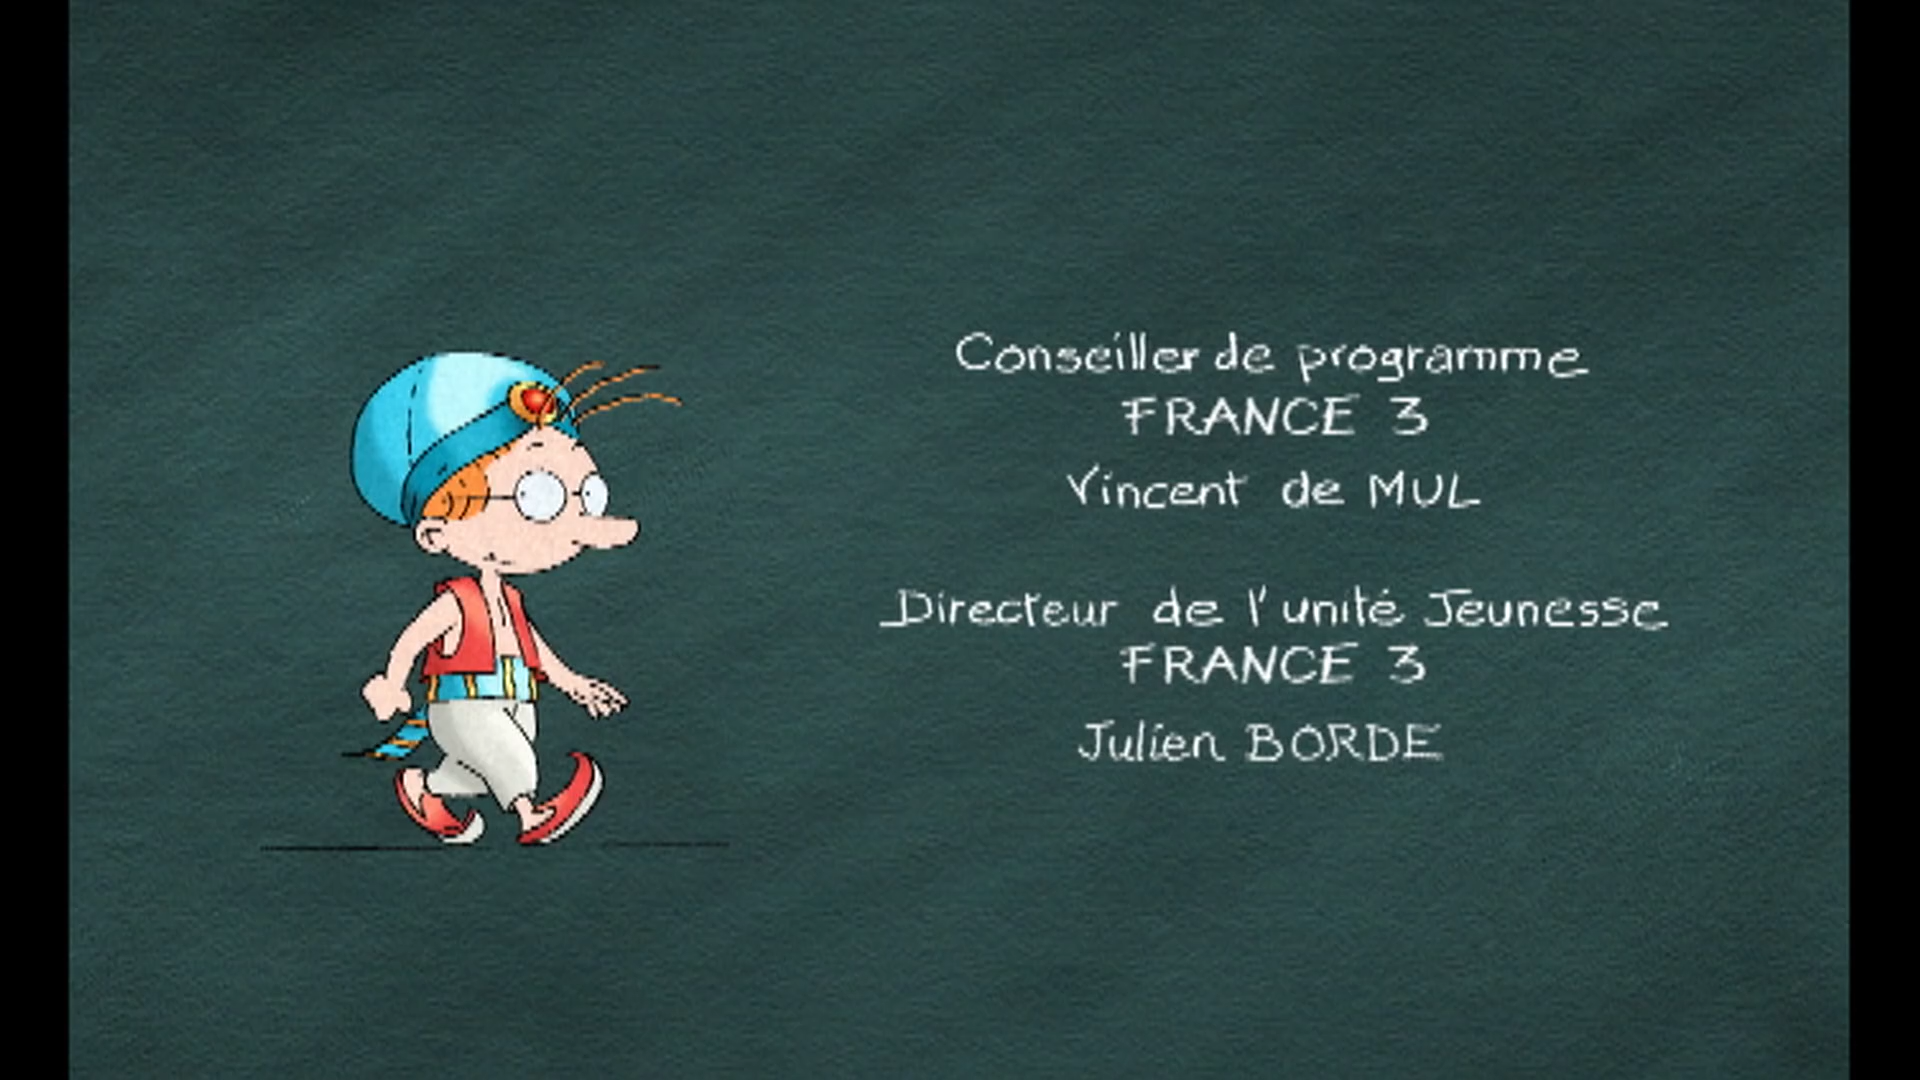 Conseiller de programme
FRANCE 3
Vincent de MUL
Directeur de l'unité Jeunesse
FRANCE 3
Julien BORDE